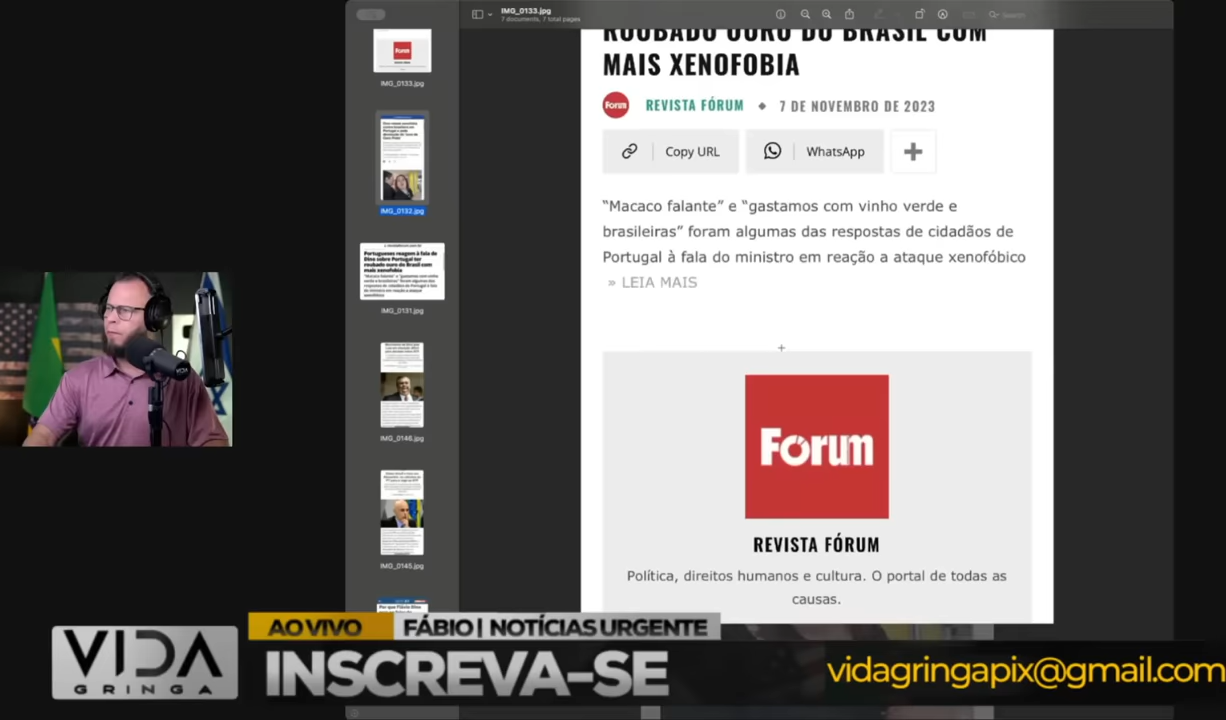 IMG_0133.jpg
7 documents, 7 total pages
Search
Forum
IMG_0133.jpg
IMG_0132.jpg
Portugueses reagem à fala de
Dino sobre Portugal ter
roubado ouro do Brasil com
mais xenofobia
IMG_0131.jpg
IMG_0146.jpg
IMG_0145.jpg
ROUBADO OURO DO BRASIL COM
MAIS XENOFOBIA
Forum
REVISTA FÓRUM ◆ 7 DE NOVEMBRO DE 2023
Copy URL
WhatsApp
“Macaco falante” e “gastamos com vinho verde e
brasileiras” foram algumas das respostas de cidadãos de
Portugal à fala do ministro em reação a ataque xenofóbico
» LEIA MAIS
Forum
REVISTA FÓRUM
Política, direitos humanos e cultura. O portal de todas as
causas.
VIDA
GRINGA
AO VIVO
FÁBIO | NOTÍCIAS URGENTE
INSCREVA-SE
vidagringapix@gmail.com